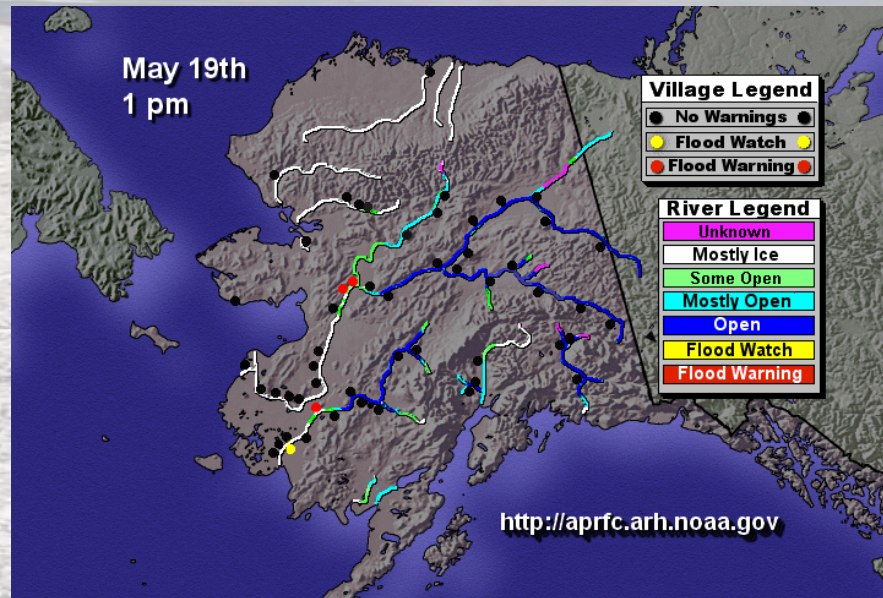 May 19th
1 pm
Village Legend
No Warnings
Flood Watch
Flood Warning
River Legend
Unknown
Mostly Ice
Some Open
Mostly Open
Open
Flood Watch
Flood Warning
http://aprfc.arh.noaa.gov